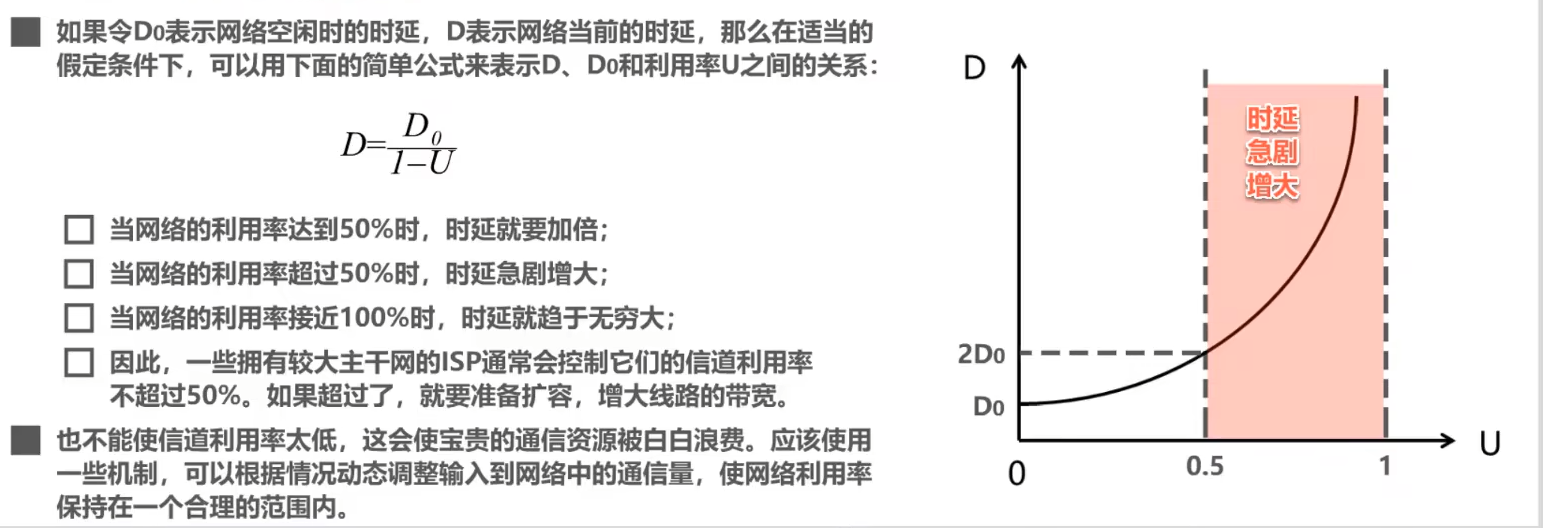 如果令D0表示网络空闲时的时延，D表示网络当前的时延，那么在适当的
假定条件下，可以用下面的简单公式来表示D、D0和利用率U之间的关系：
D=D0/1-U
当网络的利用率达到50%时，时延就要加倍；
当网络的利用率超过50%时，时延急剧增大；
当网络的利用率接近100%时，时延就趋于无穷大；
因此，一些拥有较大主干网的ISP通常会控制它们的信道利用率
不超过50%。如果超过了，就要准备扩容，增大线路的带宽。
也不能使信道利用率太低，这会使宝贵的通信资源被白白浪费。应该使用
一些机制，可以根据情况动态调整输入到网络中的通信量，使网络利用率
保持在一个合理的范围内。
D
时延
急剧
增大
2D0
D0
0
0.5
1
U